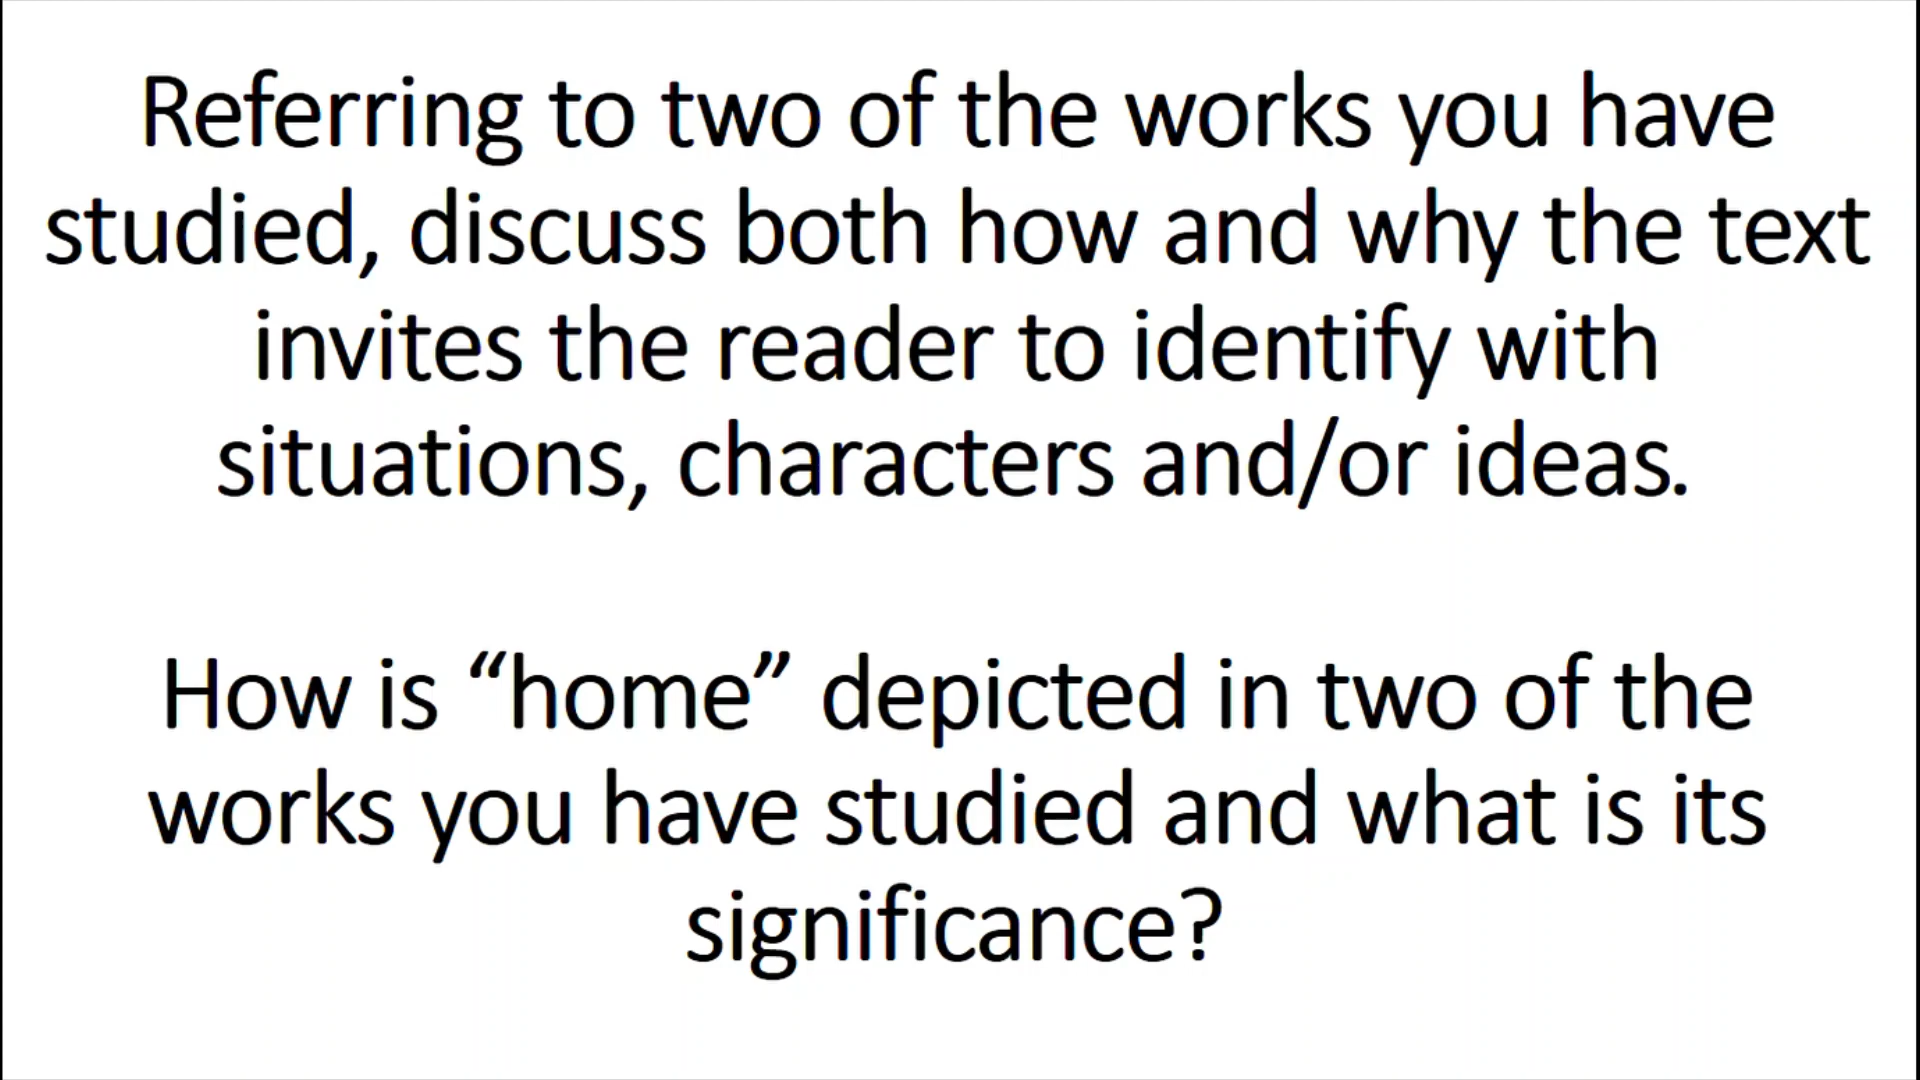 Referring to two of the works you have
studied, discuss both how and why the text
invites the reader to identify with
situations, characters and/or ideas.
How is “home” depicted in two of the
works you have studied and what is its
significance?